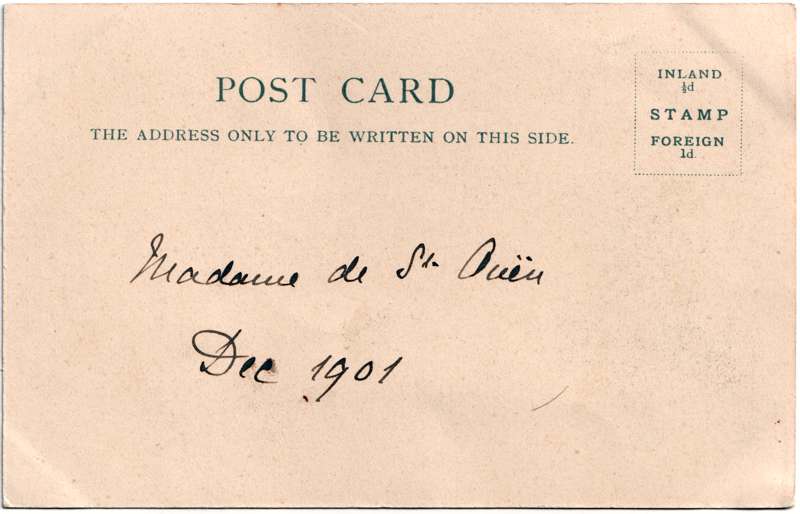 POST CARD
THE ADDRESS ONLY TO BE WRITTEN ON THIS SIDE.
INLAND
½d
STAMP
FOREIGN
1d.
Madame de St. Ouën
Dec 1901